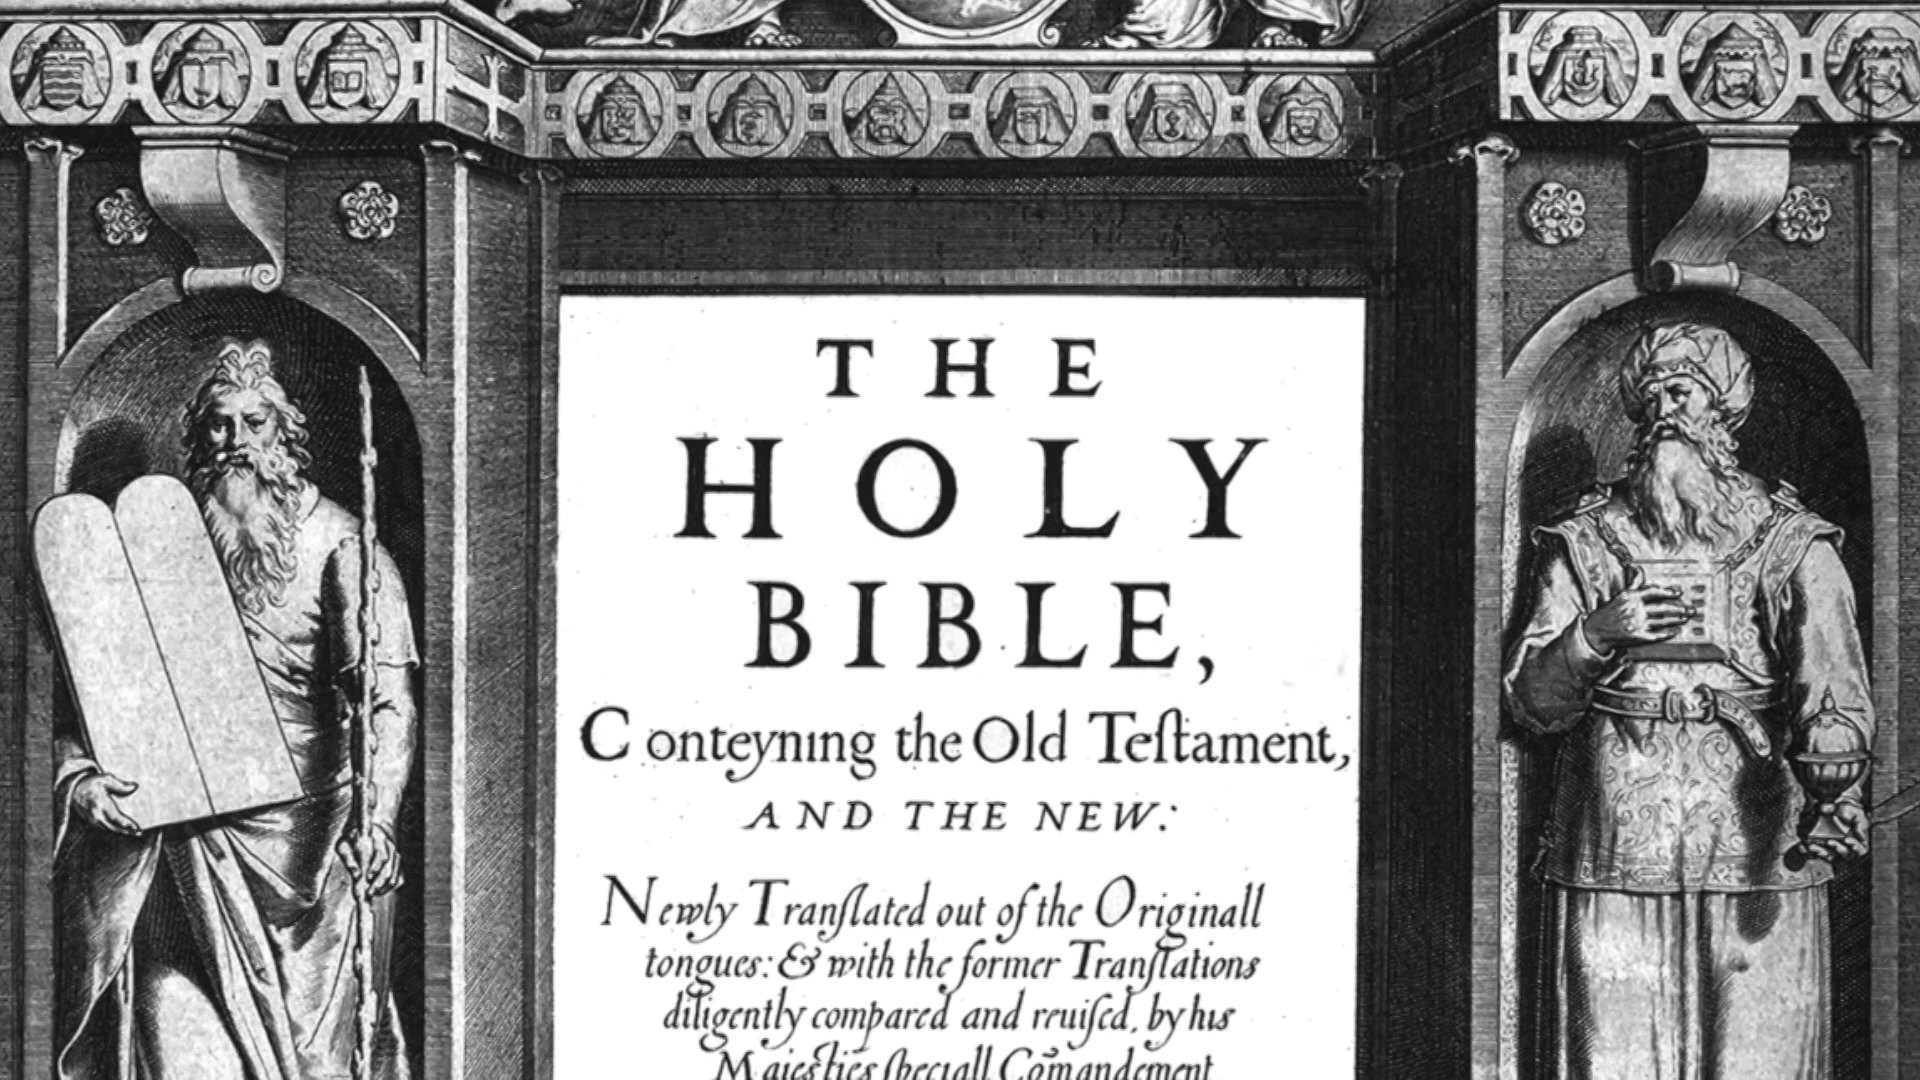 THE
HOLY
BIBLE,
Conteyning the Old Teſtament,
AND THE NEW:
Newly Tranſlated out of the Originall
tongues: & with the former Tranſlations
diligently compared and reuiſed, by his
Maiesties ſpeciall Comandement